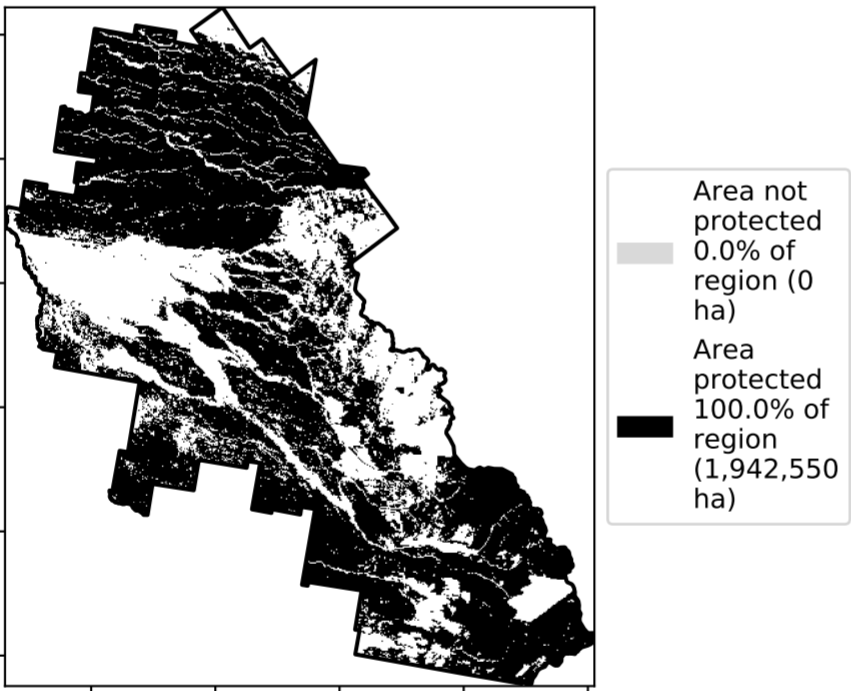 Area not
protected
0.0% of
region (0
ha)
Area
protected
100.0% of
region
(1,942,550
ha)